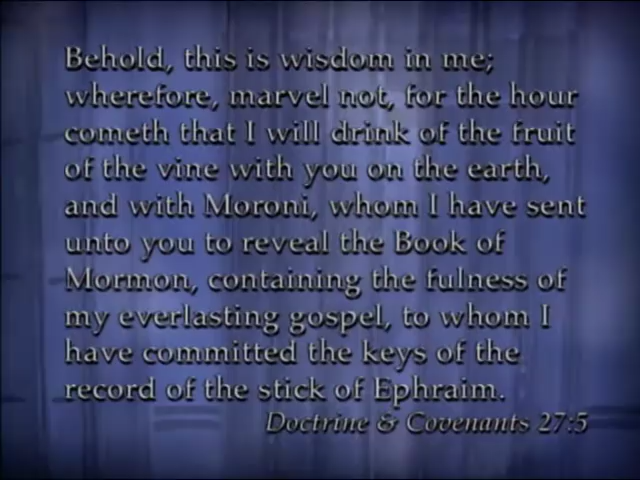 Behold, this is wisdom in me;
wherefore, marvel not, for the hour
cometh that I will drink of the fruit
of the vine with you on the earth,
and with Moroni, whom I have sent
unto you to reveal the Book of
Mormon, containing the fulness of
my everlasting gospel, to whom I
have committed the keys of the
record of the stick of Ephraim.
Doctrine & Covenants 27:5